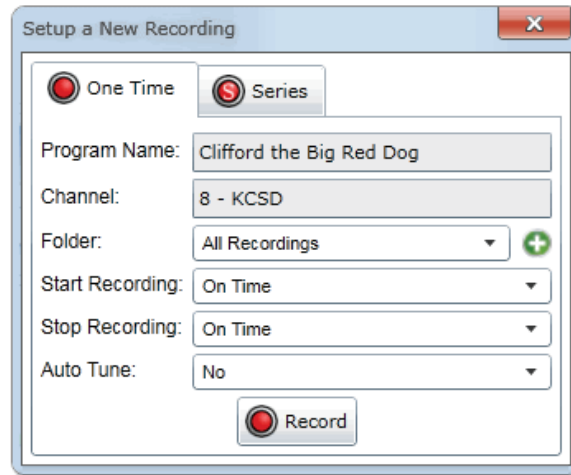 Setup a New Recording
One Time
S Series
Program Name: Clifford the Big Red Dog
Channel: 8 - KCSD
Folder: All Recordings
Start Recording: On Time
Stop Recording: On Time
Auto Tune: No
Record